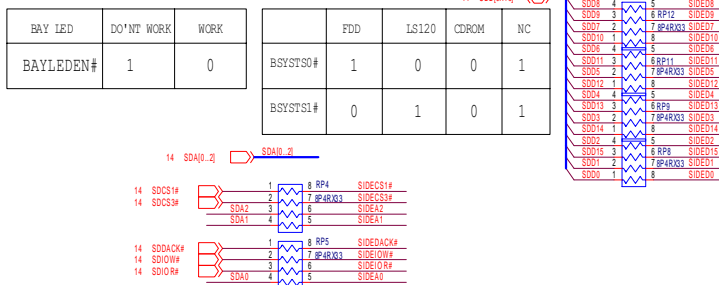 BAY LED DO'NT WORK WORK
BAYLEDEN# 1 0
FDD LS120 CDROM NC
BSYSTS0# 1 0 0 1
BSYSTS1# 0 1 0 1
SDD8 4 5 SIDED8
SDD9 3 6 RP12 SIDED9
SDD7 2 7 8P4RX33 SIDED7
SDD10 1 8 SIDED10
SDD6 4 5 SIDED6
SDD11 3 6 RP11 SIDED11
SDD5 2 7 8P4RX33 SIDED5
SDD12 1 8 SIDED12
SDD4 4 5 SIDED4
SDD13 3 6 RP9 SIDED13
SDD3 2 7 8P4RX33 SIDED3
SDD14 1 8 SIDED14
SDD2 4 5 SIDED2
SDD15 3 6 RP8 SIDED15
SDD1 2 7 8P4RX33 SIDED1
SDD0 1 8 SIDED0
14 SDA[0..2] SDA[0..2]
14 SDCS1# 1 8 RP4 SIDECS1#
14 SDCS3# 2 7 8P4RX33 SIDECS3#
SDA2 3 6 SIDEA2
SDA1 4 5 SIDEA1
14 SDDACK# 1 8 RP5 SIDEDACK#
14 SDIOW# 2 7 8P4RX33 SIDEIOW#
14 SDIOR# 3 6 SIDEIOR#
SDA0 4 5 SIDEA0